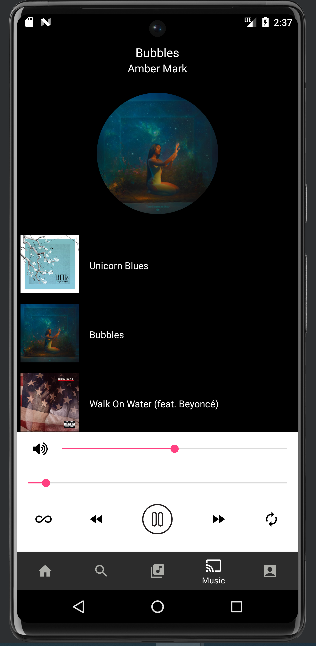 2:37
Bubbles
Amber Mark
Unicorn Blues
Bubbles
Walk On Water (feat. Beyoncé)
Music